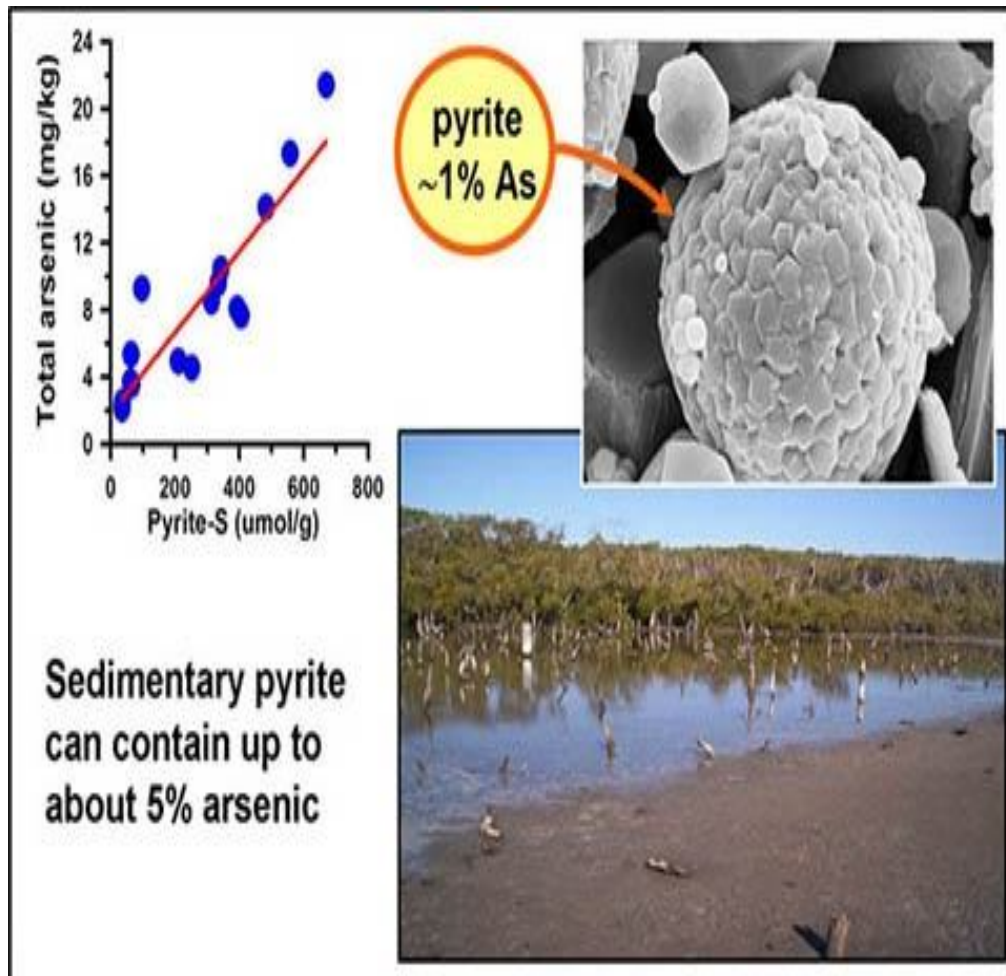 24
20
16
12
8
4
0
Total arsenic (mg/kg)
0 200 400 600 800
Pyrite-S (umol/g)
pyrite
~1% As
Sedimentary pyrite
can contain up to
about 5% arsenic